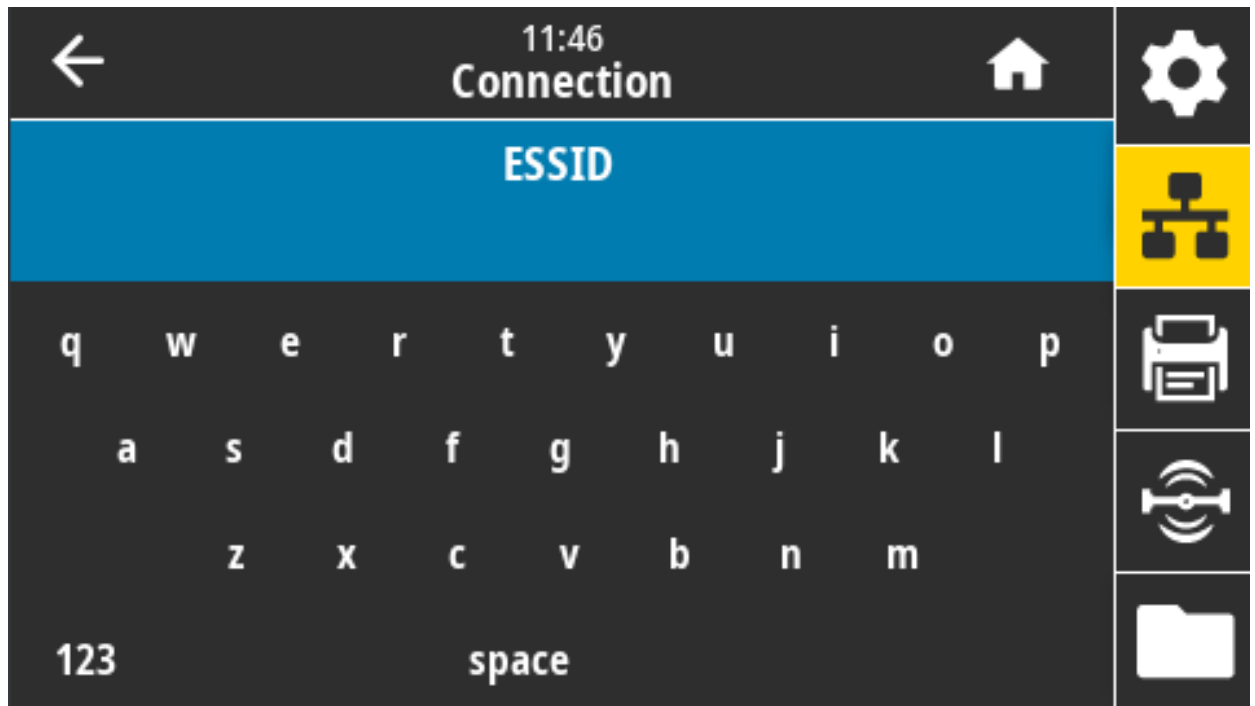 11:46
Connection
ESSID
q w e r t y u i o p
a s d f g h j k l
z x c v b n m
123 space